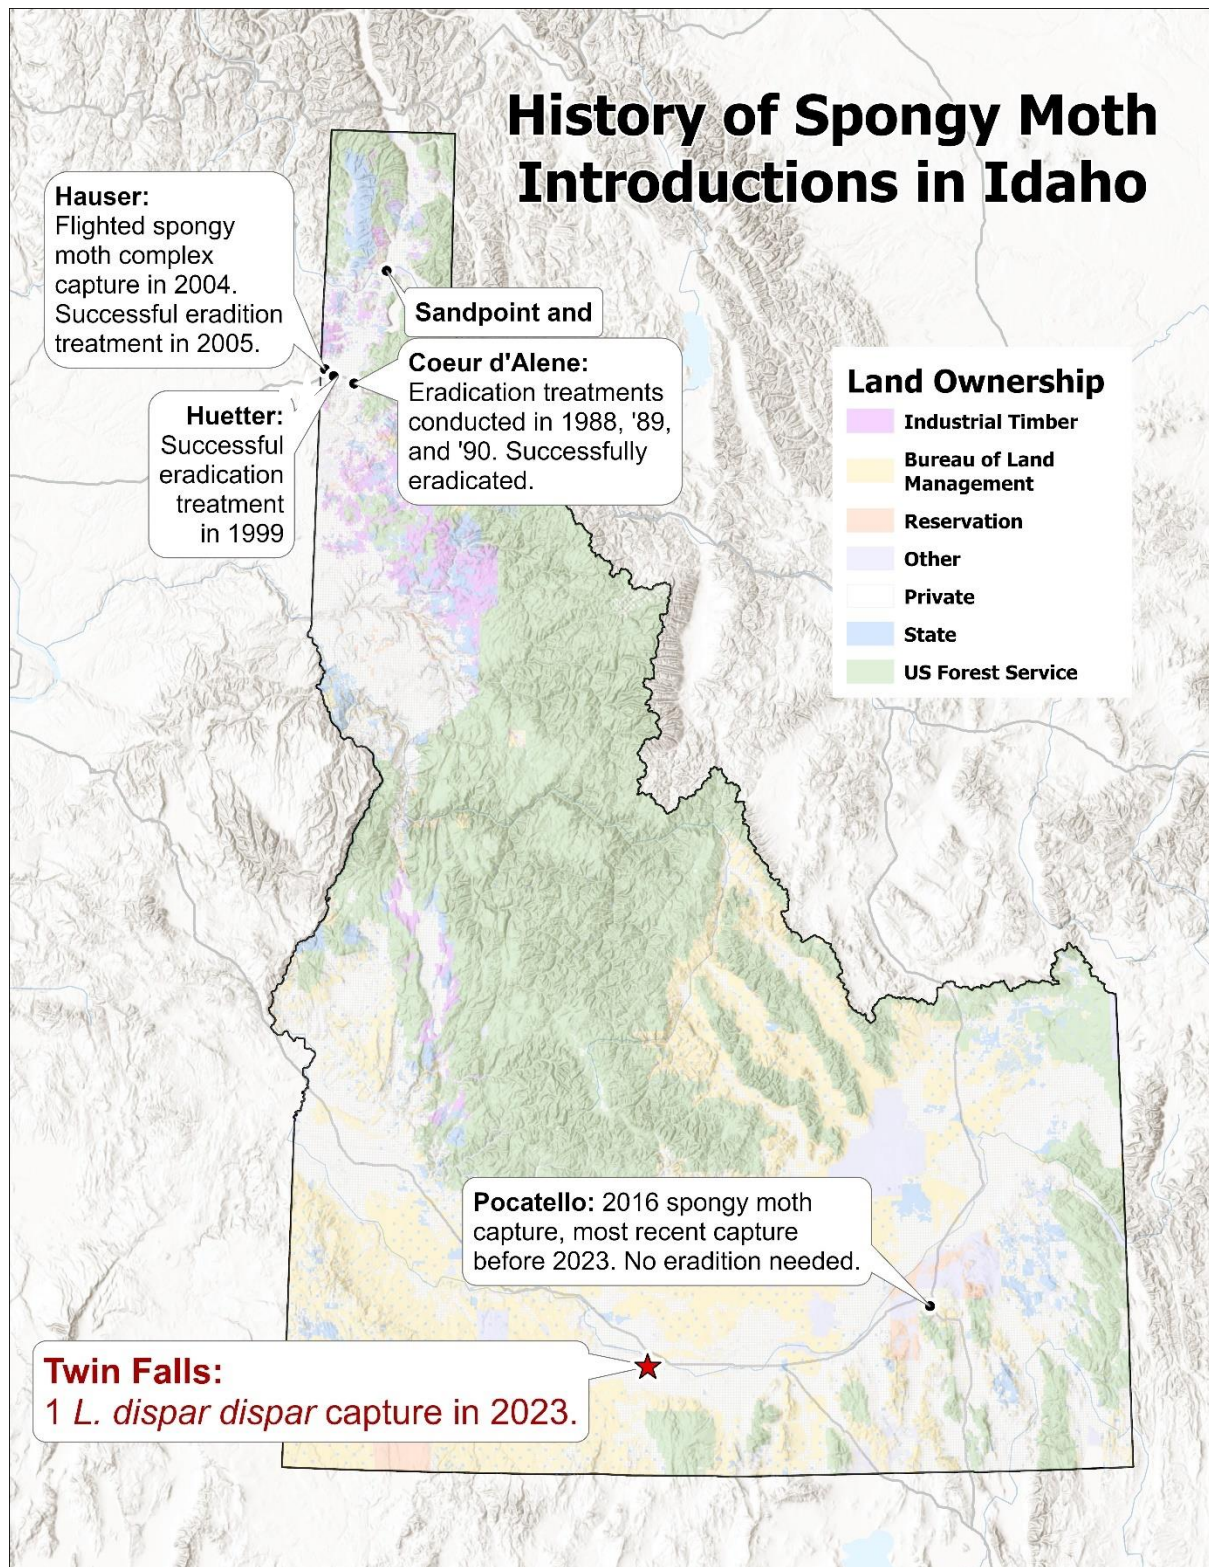 History of Spongy Moth
Introductions in Idaho
Hauser:
Flighted spongy
moth complex
capture in 2004.
Successful eradition
treatment in 2005.
Sandpoint and
Coeur d'Alene:
Eradication treatments
conducted in 1988, '89,
and '90. Successfully
eradicated.
Huetter:
Successful
eradication
treatment
in 1999
Land Ownership
Industrial Timber
Bureau of Land
Management
Reservation
Other
Private
State
US Forest Service
Pocatello: 2016 spongy moth
capture, most recent capture
before 2023. No eradition needed.
Twin Falls:
1 L. dispar dispar capture in 2023.